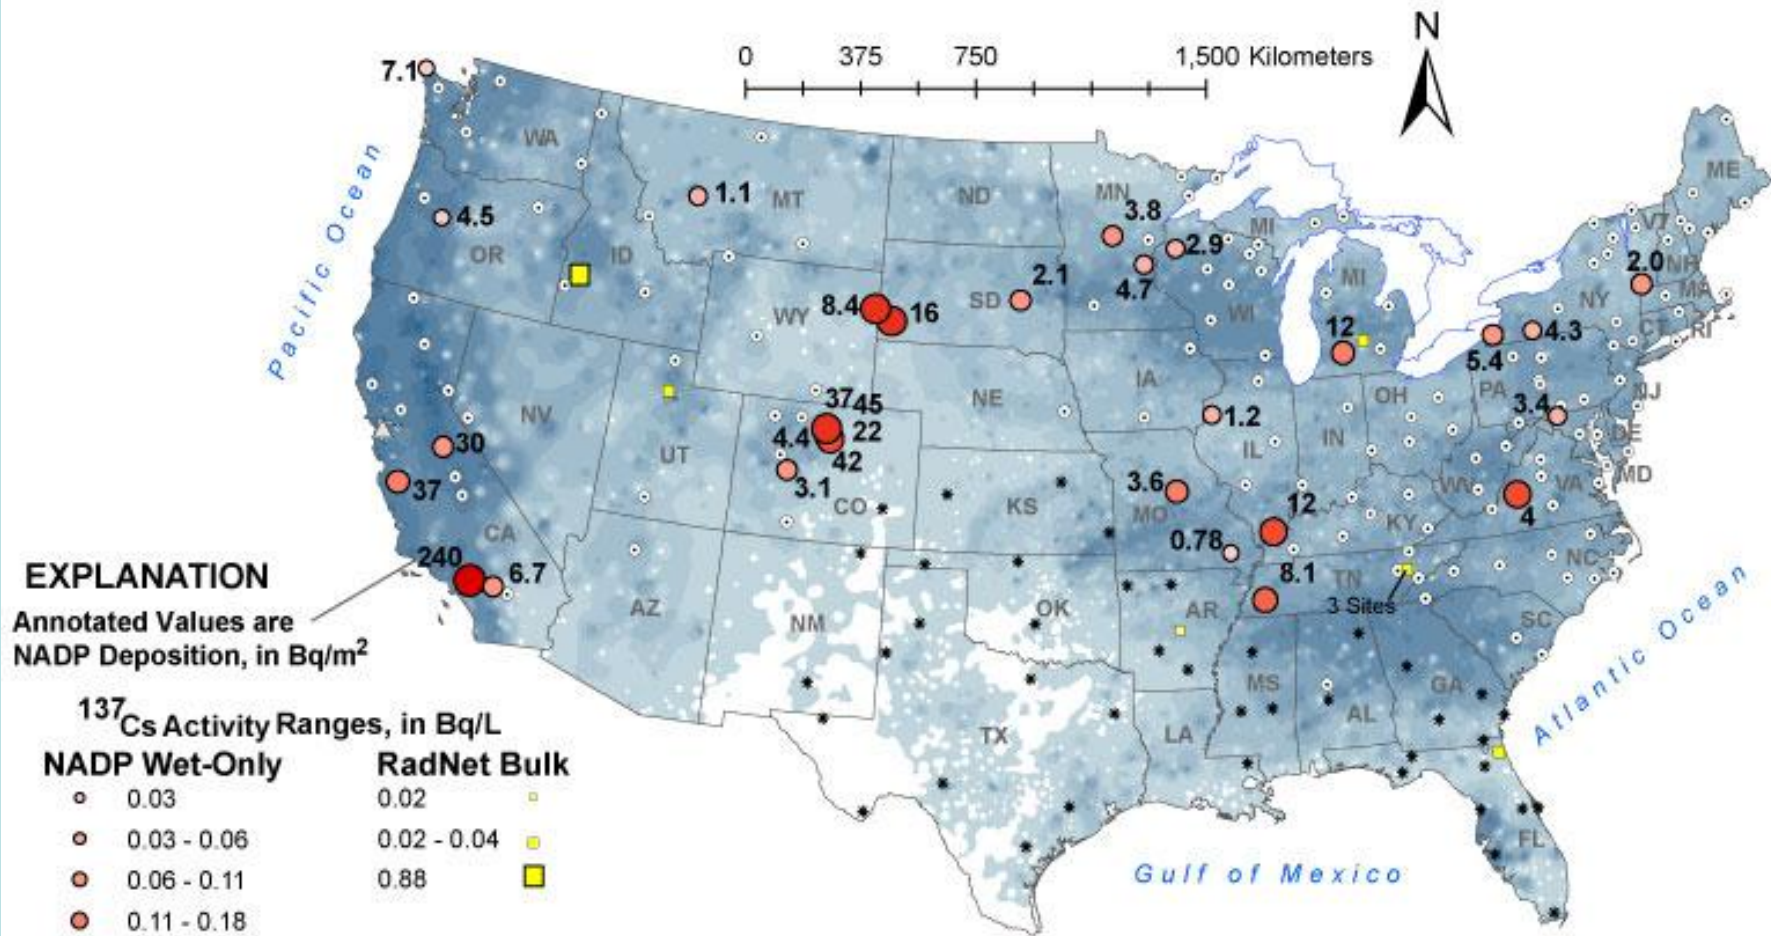 N
0 375 750 1,500 Kilometers
7.1
WA
ME
Pacific Ocean
1.1
MT
ND
MN
3.8
4.5
MI
2.9
OR
ID
2.0
NH
4.7
MI
2.1
SD
WI
NY
MA
8.4
16
WY
12
CT
RI
4.3
5.4
IA
OH
PA
NJ
NV
NE
3745
3.4
1.2
22
4.4
DE
30
UT
IL
IN
42
MD
3.1
37
3.6
WV
VA
CO
KS
12
MO
4
KY
CA
0.78
240
6.7
NC
EXPLANATION
8.1
TN
Annotated Values are
AZ
NM
OK
AR
3 Sites
SC
NADP Deposition, in Bq/m2
Atlantic Ocean
MS
GA
137Cs Activity Ranges, in Bq/L
AL
TX
LA
NADP Wet-Only RadNet Bulk
0.03 0.02
0.03 - 0.06 0.02 - 0.04
FL
Gulf of Mexico
0.06 - 0.11 0.88
0.11 - 0.18